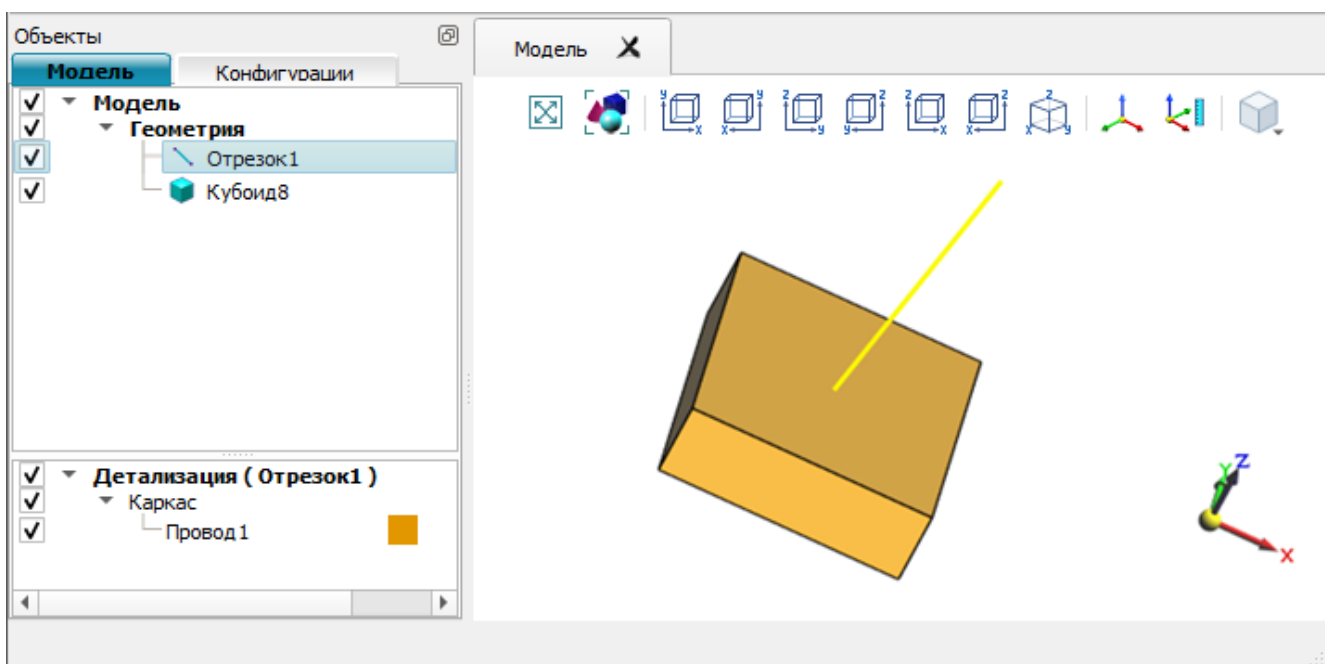 Объекты
Модель
Конфигурации
Модель
Геометрия
Отрезок1
Кубоид8
Детализация ( Отрезок1 )
Каркас
Провод1
Модель
y x
y x
z y
z y
z x
z x
z x y
Y Z X